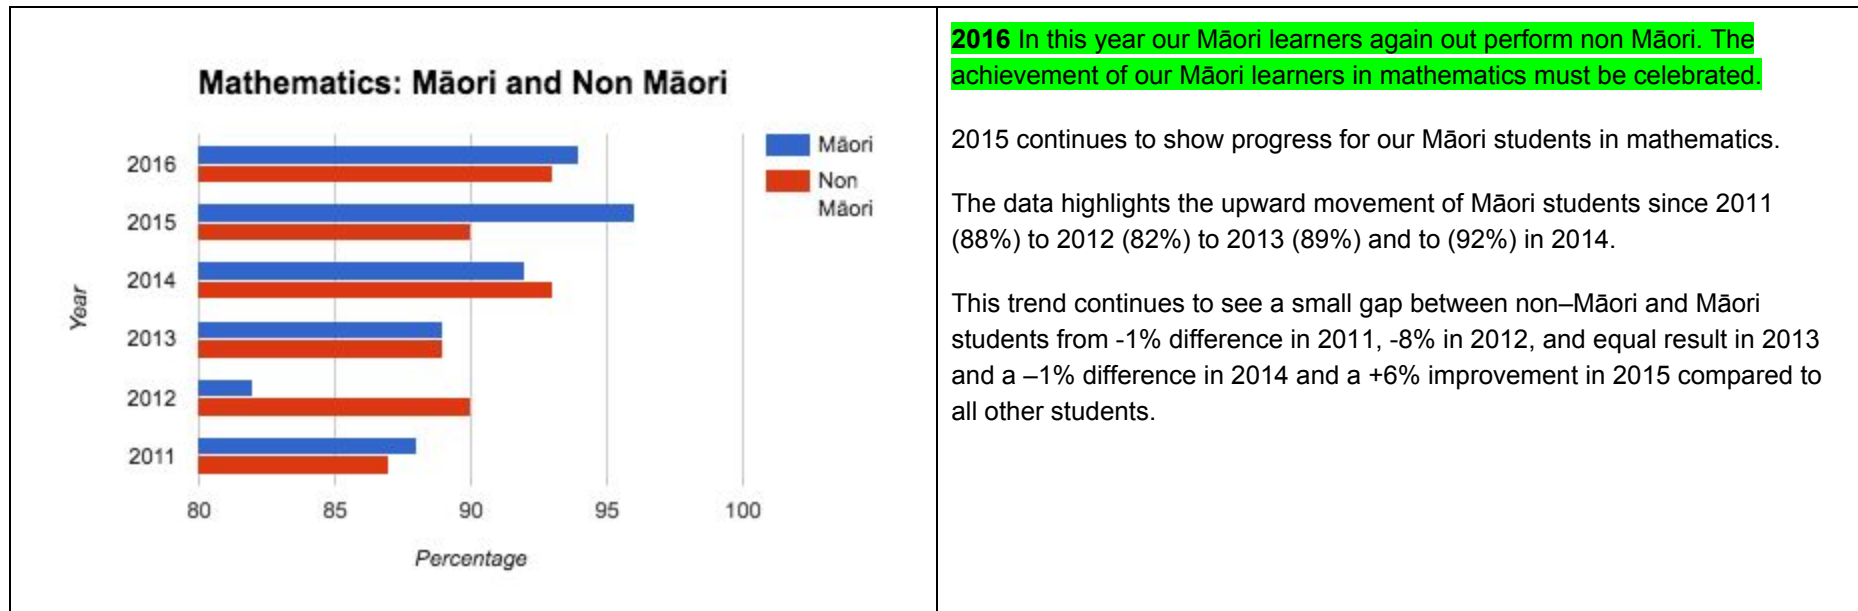 Mathematics: Māori and Non Māori
Māori
Non
Māori
2016
2015
2014
2013
2012
2011
Year
80 85 90 95 100
Percentage
2016 In this year our Māori learners again out perform non Māori. The
achievement of our Māori learners in mathematics must be celebrated.
2015 continues to show progress for our Māori students in mathematics.
The data highlights the upward movement of Māori students since 2011
(88%) to 2012 (82%) to 2013 (89%) and to (92%) in 2014.
This trend continues to see a small gap between non–Māori and Māori
students from -1% difference in 2011, -8% in 2012, and equal result in 2013
and a –1% difference in 2014 and a +6% improvement in 2015 compared to
all other students.